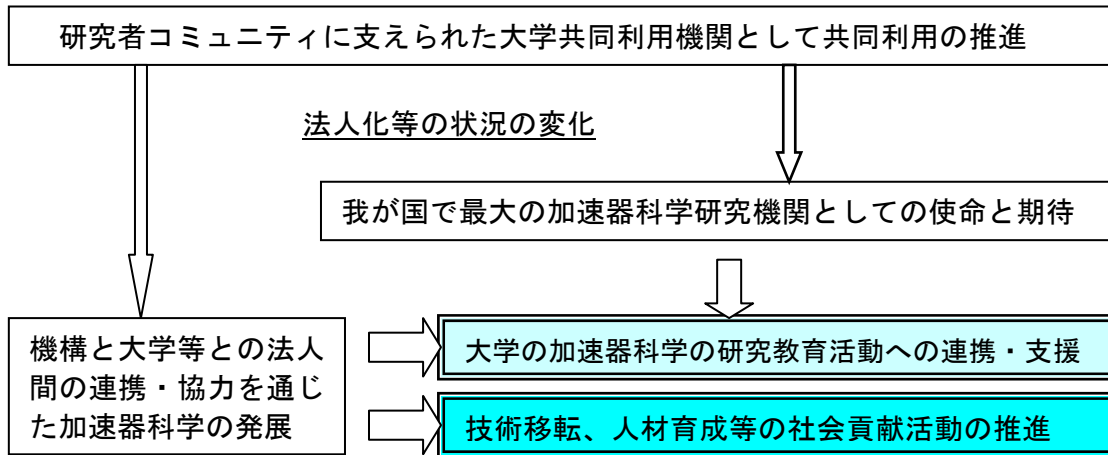 研究者コミュニティに支えられた大学共同利用機関として共同利用の推進
法人化等の状況の変化
我が国で最大の加速器科学研究機関としての使命と期待
機構と大学等との法人
間の連携・協力を通じ
た加速器科学の発展
大学の加速器科学の研究教育活動への連携・支援
技術移転、人材育成等の社会貢献活動の推進